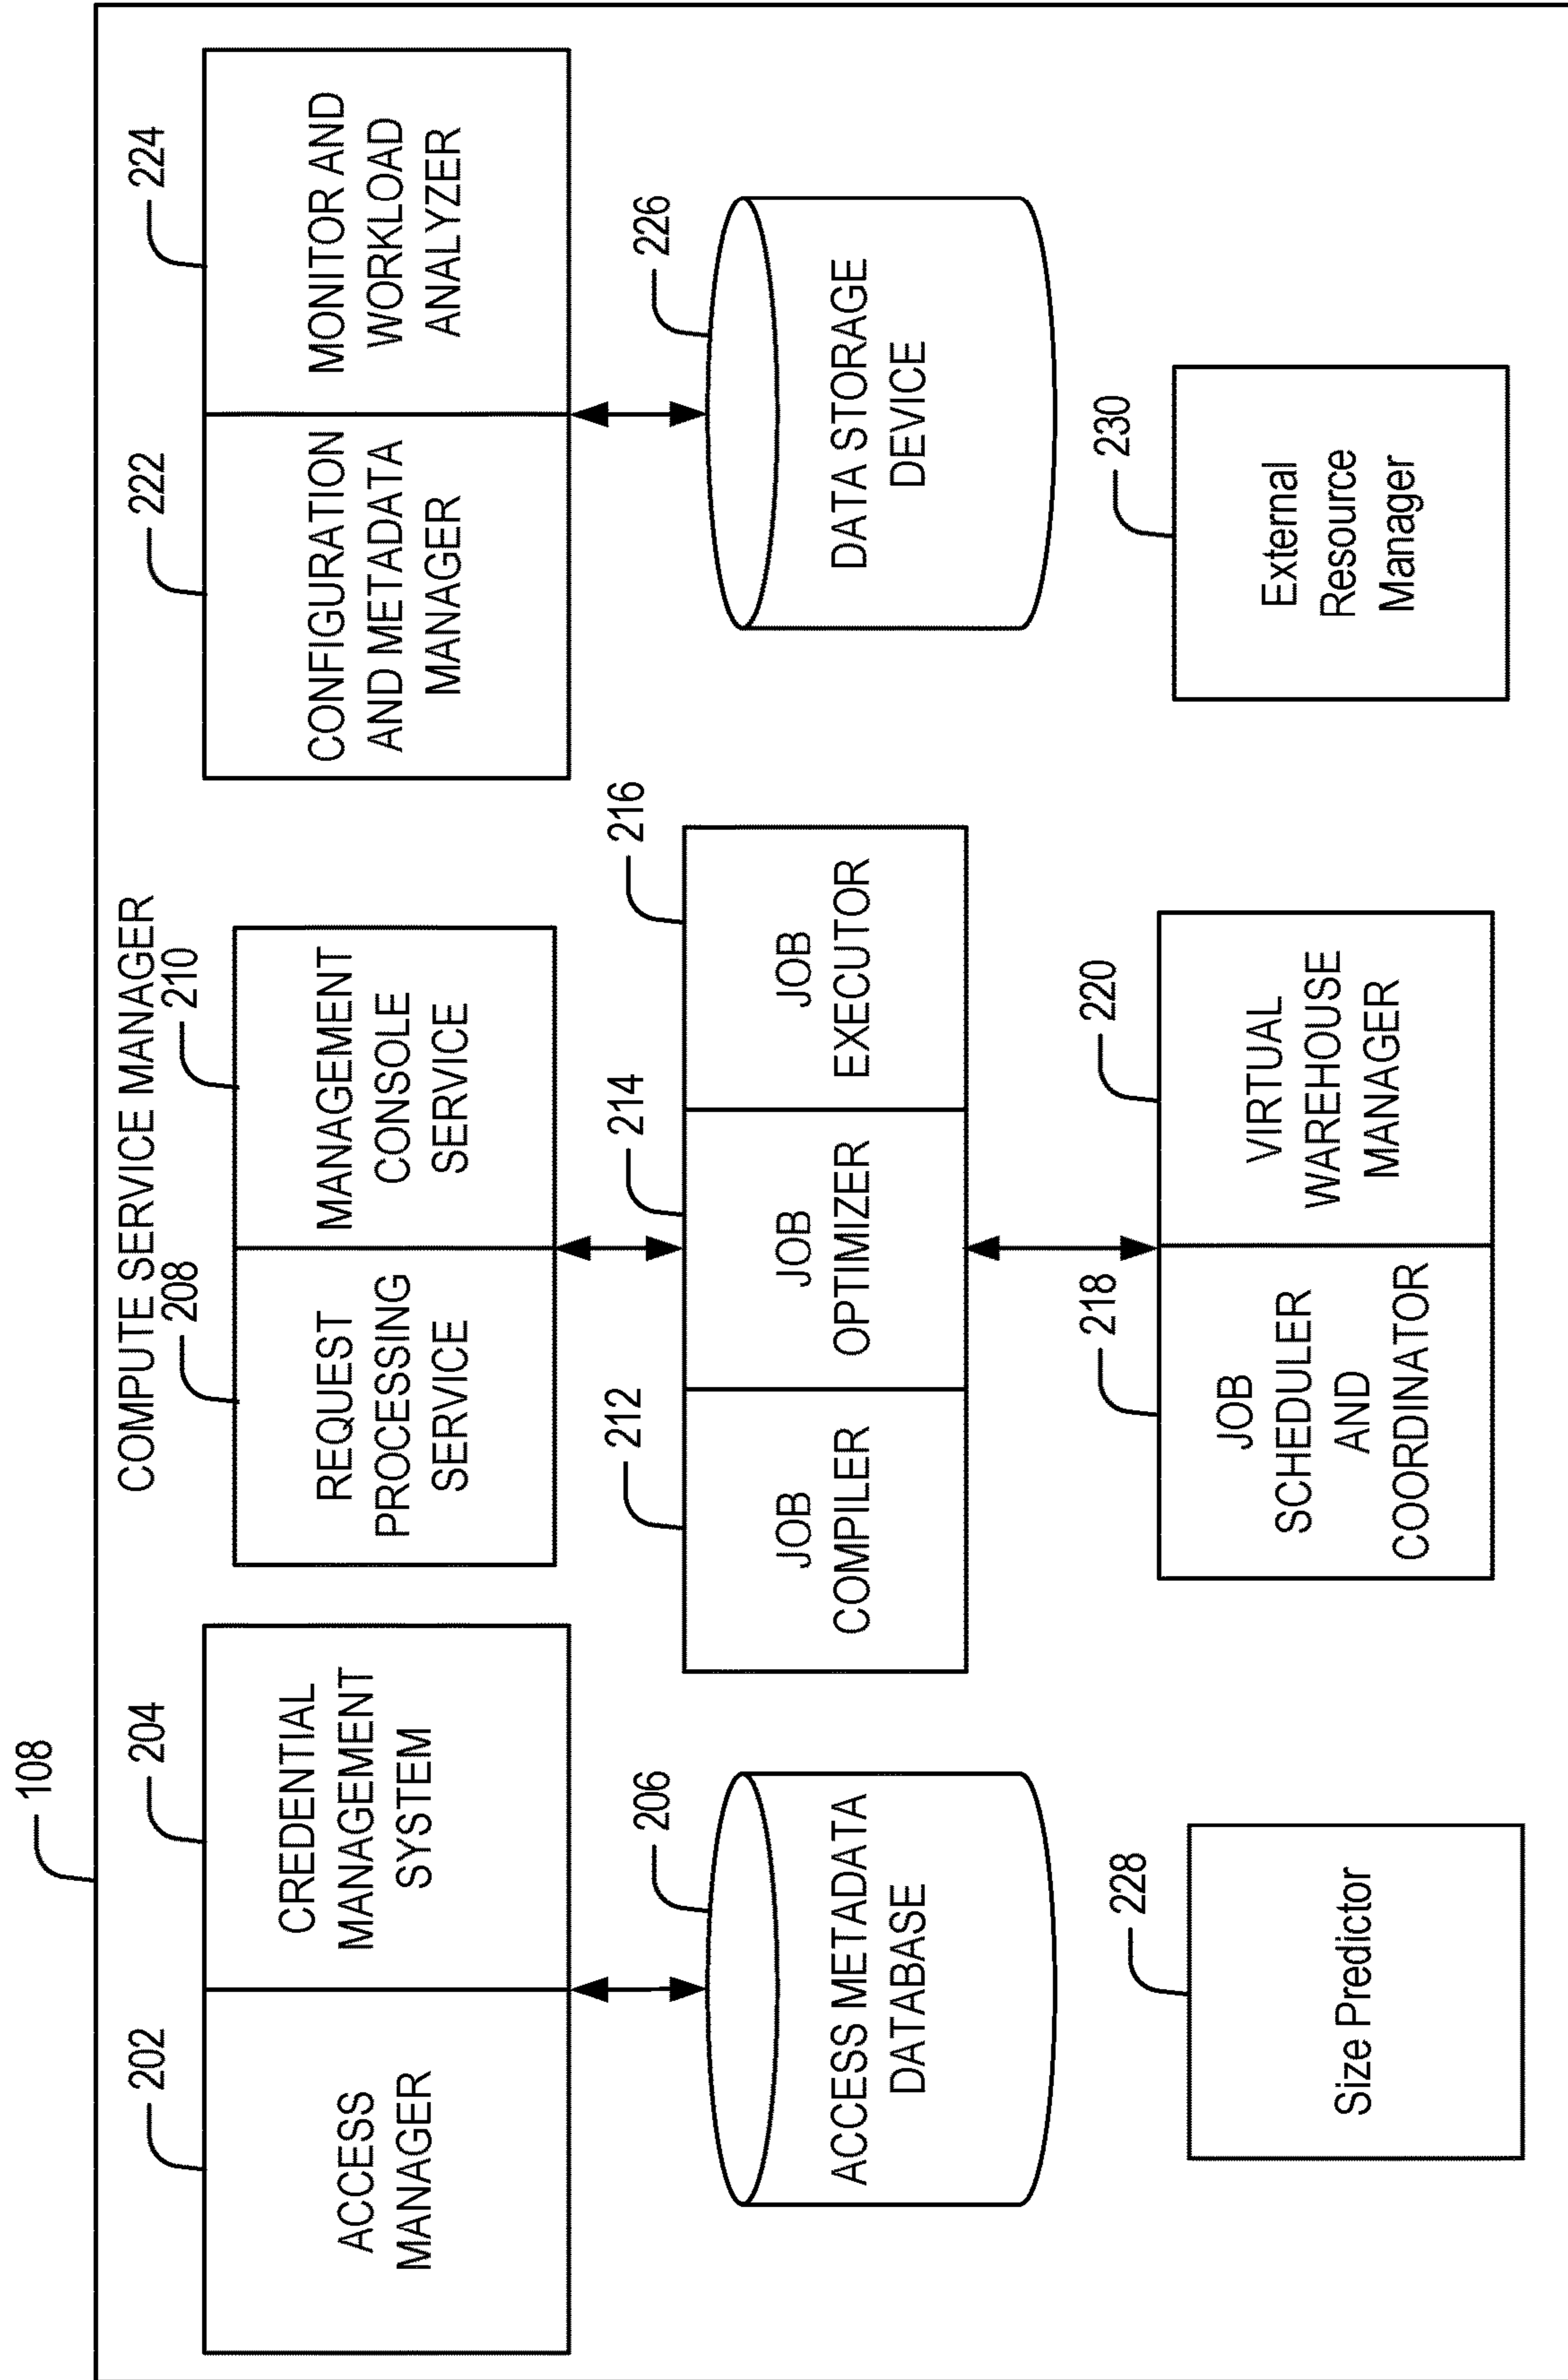 108
COMPUTE SERVICE MANAGER
202
ACCESS
MANAGER
204
CREDENTIAL
MANAGEMENT
SYSTEM
206
ACCESS METADATA
DATABASE
228
Size Predictor
208
REQUEST
PROCESSING
SERVICE
210
MANAGEMENT
CONSOLE
SERVICE
212
JOB
COMPILER
214
JOB
OPTIMIZER
216
JOB
EXECUTOR
218
JOB
SCHEDULER
AND
COORDINATOR
220
VIRTUAL
WAREHOUSE
MANAGER
222
CONFIGURATION
AND METADATA
MANAGER
224
MONITOR AND
WORKLOAD
ANALYZER
226
DATA STORAGE
DEVICE
230
External
Resource
Manager